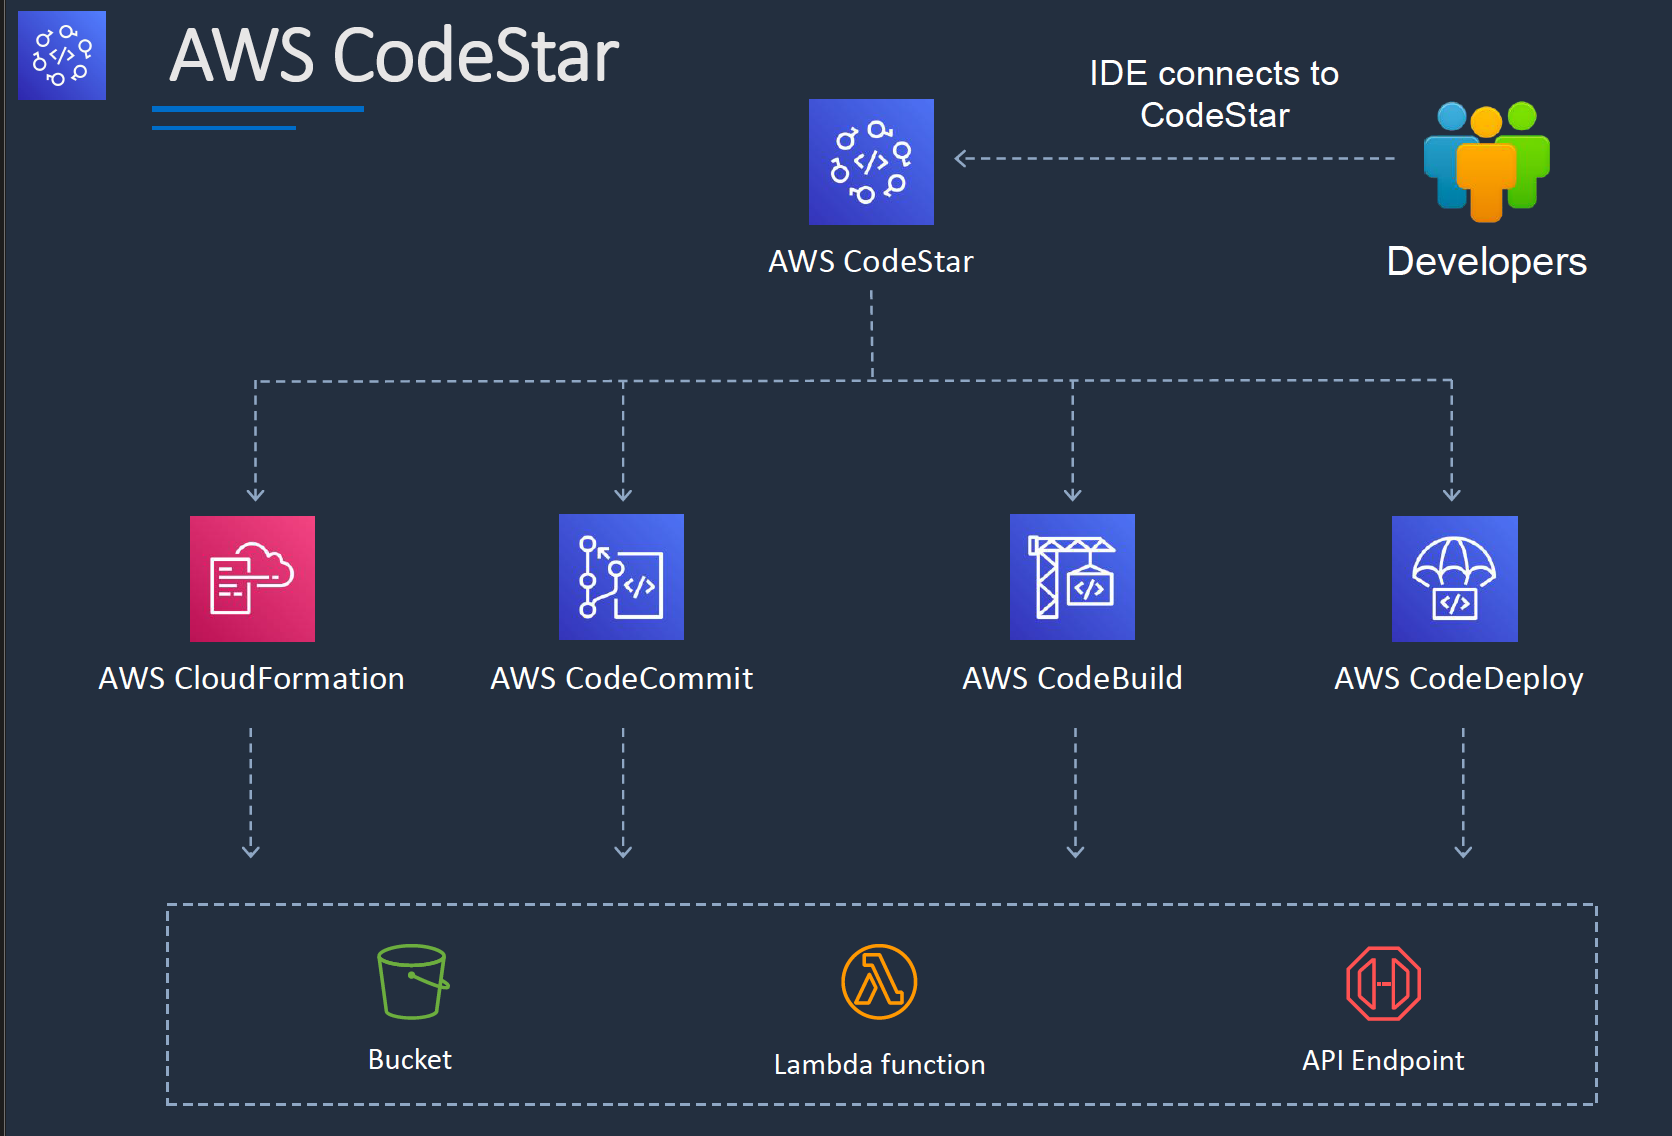 AWS CodeStar
IDE connects to
CodeStar
AWS CodeStar
Developers
AWS CloudFormation
AWS CodeCommit
AWS CodeBuild
AWS CodeDeploy
Bucket
Lambda function
API Endpoint